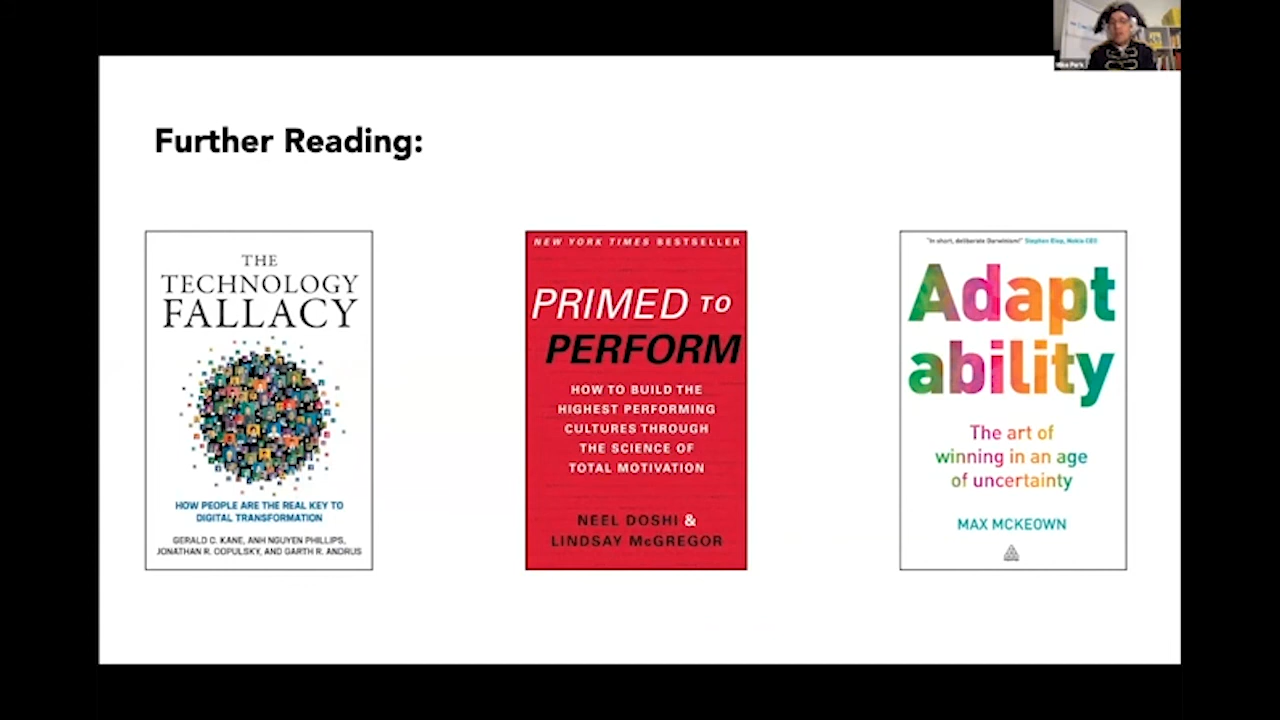 Further Reading:
THE
TECHNOLOGY
FALLACY
HOW PEOPLE ARE THE REAL KEY TO
DIGITAL TRANSFORMATION
GERALD C. KANE, ANH NGUYEN PHILLIPS,
JONATHAN R. COPULSKY, AND GARTH R. ANDRUS
NEW YORK TIMES BESTSELLER
PRIMED TO
PERFORM
HOW TO BUILD THE
HIGHEST PERFORMING
CULTURES THROUGH
THE SCIENCE OF
TOTAL MOTIVATION
NEEL DOSHI &
LINDSAY McGREGOR
"In short, deliberate Darwinism!" Stephen Elop, Nokia CEO
Adapt
ability
The art of
winning in an age
of uncertainty
MAX MCKEOWN